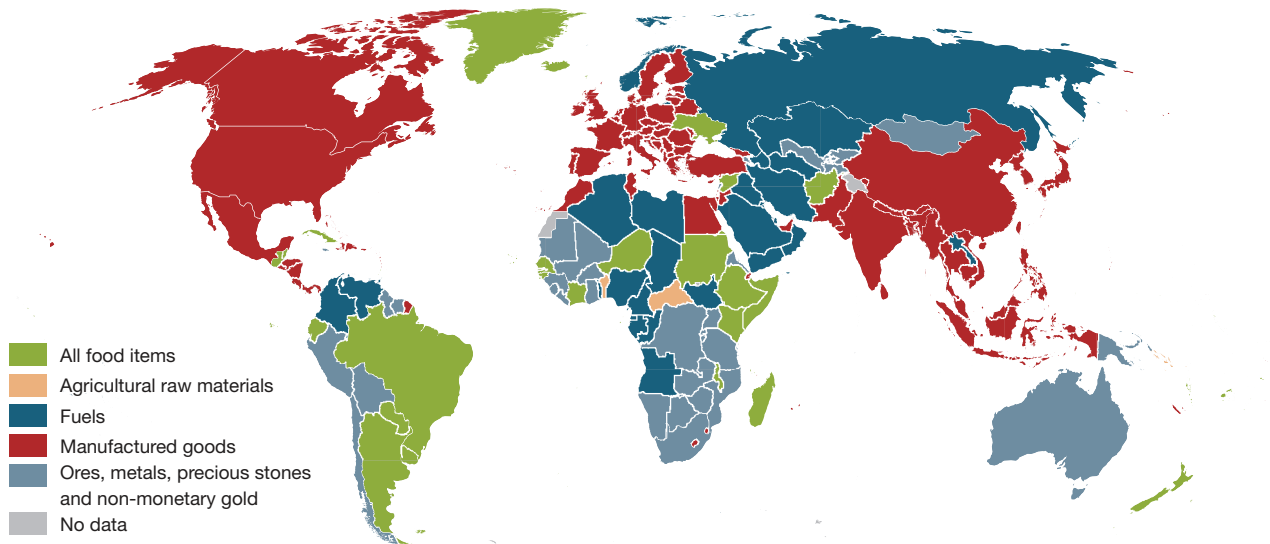 All food items
Agricultural raw materials
Fuels
Manufactured goods
Ores, metals, precious stones
and non-monetary gold
No data